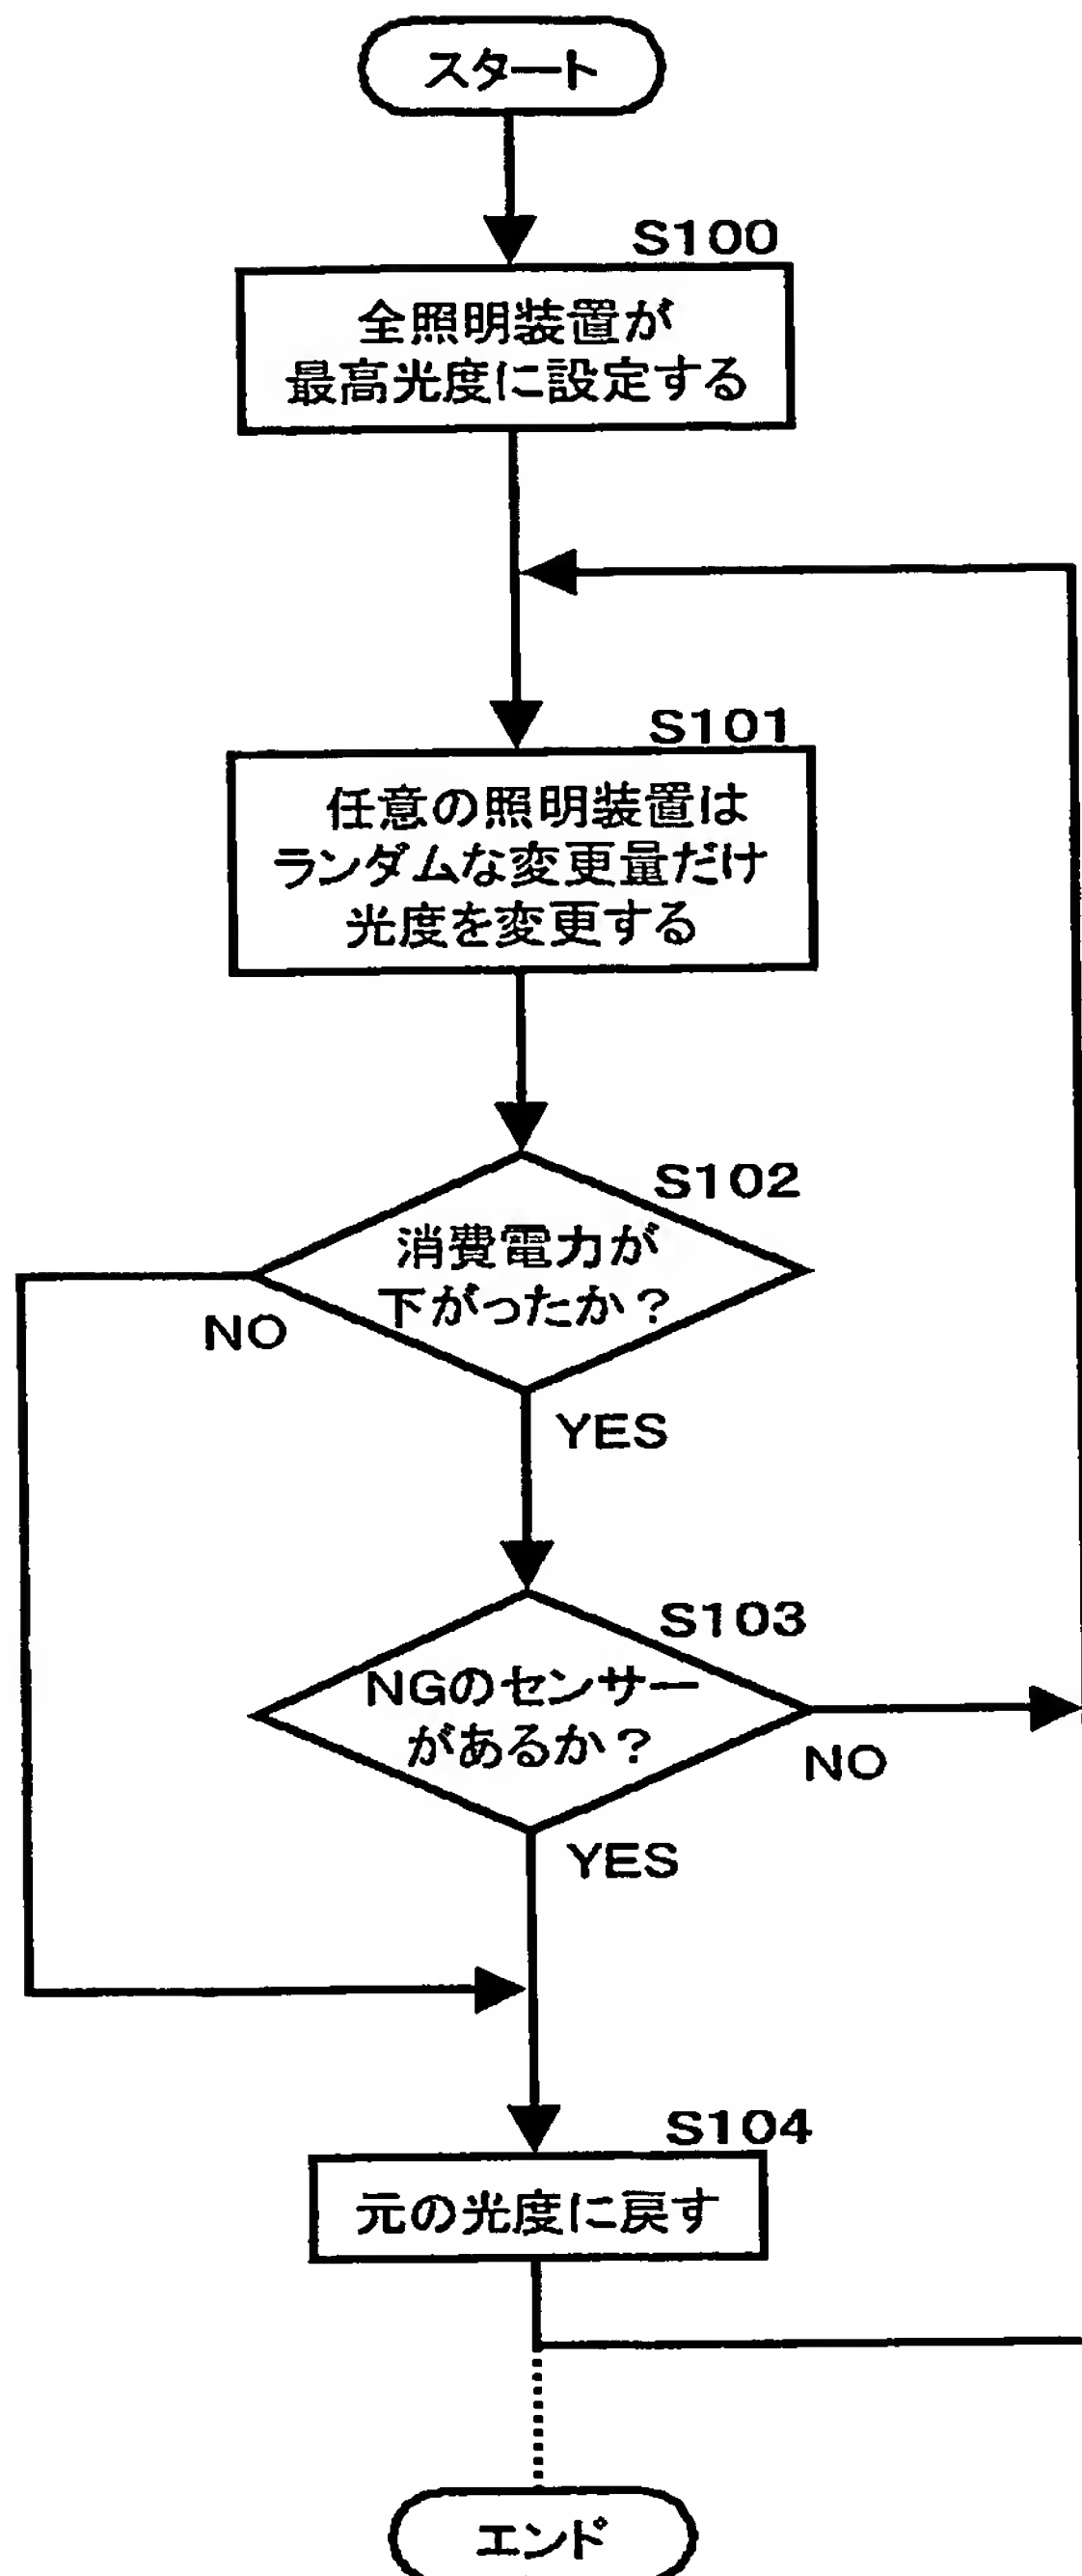 スタート
S100
全照明装置が
最高光度に設定する
S101
任意の照明装置は
ランダムな変更量だけ
光度を変更する
S102
消費電力が
下がったか？
NO
YES
S103
NGのセンサー
があるか？
NO
YES
S104
元の光度に戻す
エンド